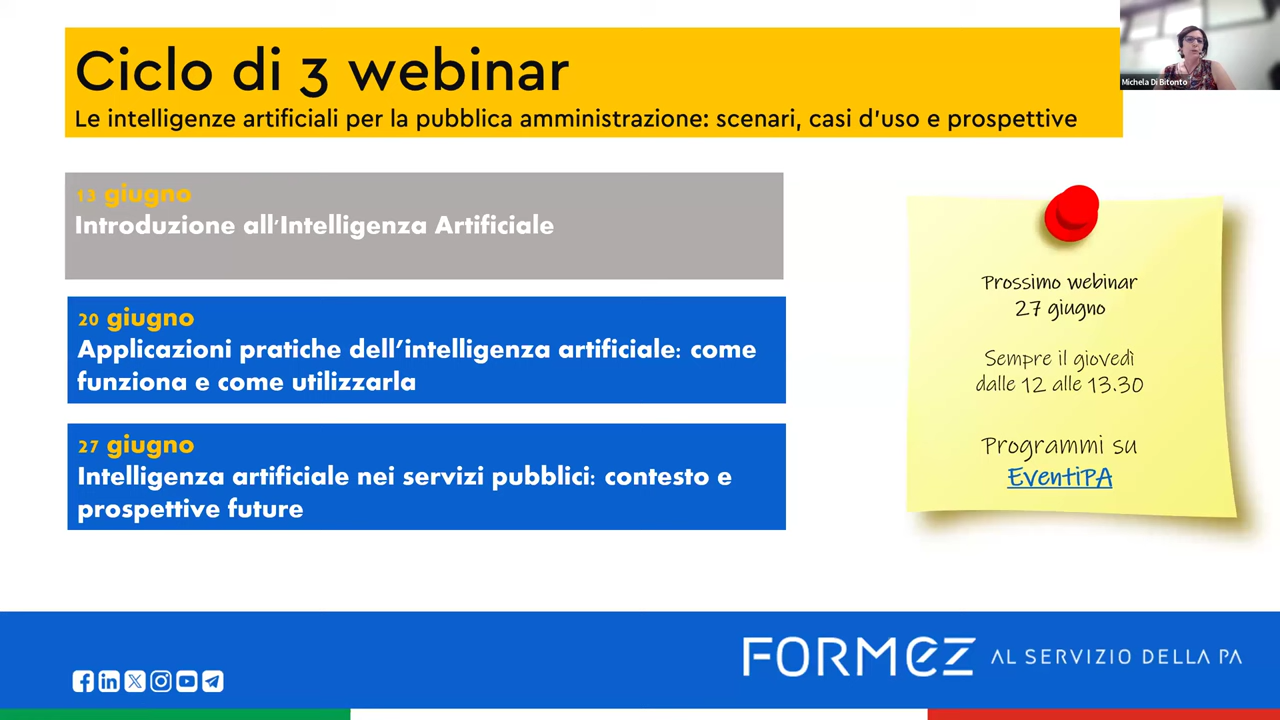 Ciclo di 3 webinar
Le intelligenze artificiali per la pubblica amministrazione: scenari, casi d'uso e prospettive
Michela Di Bitonto
13 giugno
Introduzione all'Intelligenza Artificiale
20 giugno
Applicazioni pratiche dell'intelligenza artificiale: come
funziona e come utilizzarla
27 giugno
Intelligenza artificiale nei servizi pubblici: contesto e
prospettive future
Prossimo webinar
27 giugno
Sempre il giovedì
dalle 12 alle 13.30
Programmi su
EventiPA
FORMEZ AL SERVIZIO DELLA PA